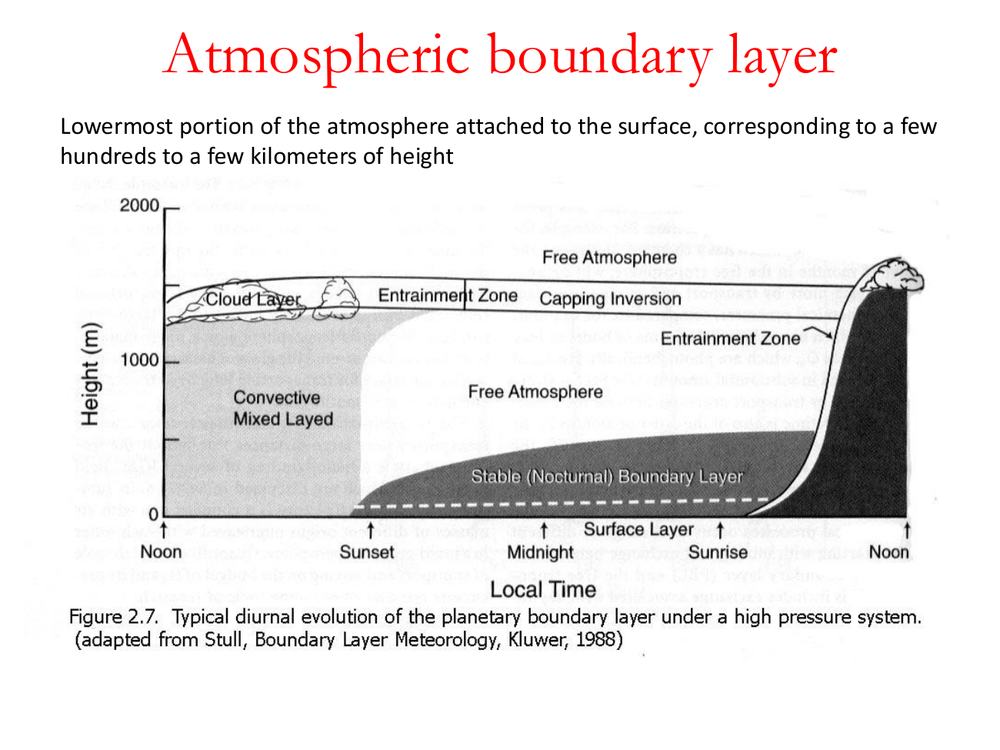 Atmospheric boundary layer
Lowermost portion of the atmosphere attached to the surface, corresponding to a few
hundreds to a few kilometers of height
2000
Free Atmosphere
Cloud Layer
Entrainment Zone
Capping Inversion
Entrainment Zone
Height (m)
1000
Convective
Mixed Layed
Free Atmosphere
Stable (Nocturnal) Boundary Layer
0
Surface Layer
Noon
Sunset
Midnight
Sunrise
Noon
Local Time
Figure 2.7. Typical diurnal evolution of the planetary boundary layer under a high pressure system.
(adapted from Stull, Boundary Layer Meteorology, Kluwer, 1988)